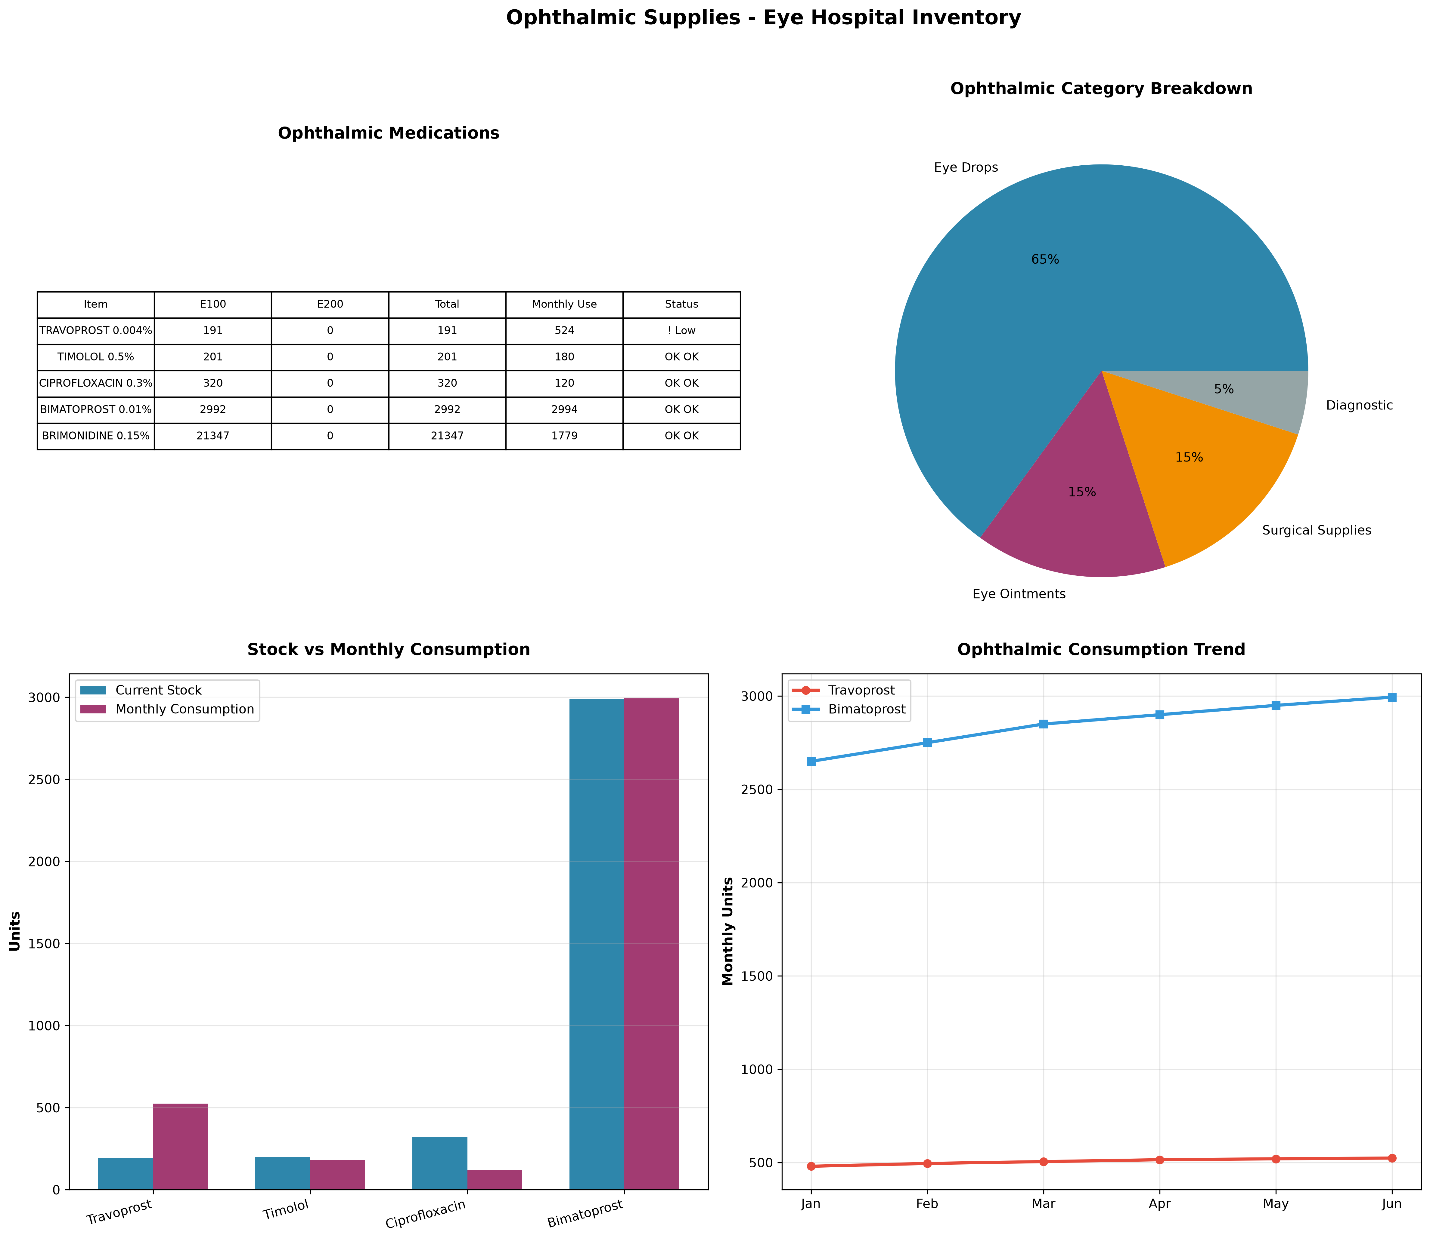 Ophthalmic Supplies - Eye Hospital Inventory
Ophthalmic Medications
Item E100 E200 Total Monthly Use Status
TRAVOPROST 0.004% 191 0 191 524 ! Low
TIMOLOL 0.5% 201 0 201 180 OK OK
CIPROFLOXACIN 0.3% 320 0 320 120 OK OK
BIMATOPROST 0.01% 2992 0 2992 2994 OK OK
BRIMONIDINE 0.15% 21347 0 21347 1779 OK OK
Ophthalmic Category Breakdown
Eye Drops
65%
5%
Diagnostic
15%
15%
Surgical Supplies
Eye Ointments
Stock vs Monthly Consumption
Current Stock
Monthly Consumption
Units
3000
2500
2000
1500
1000
500
0
Travoprost Timolol Ciprofloxacin Bimatoprost
Ophthalmic Consumption Trend
Travoprost
Bimatoprost
Monthly Units
3000
2500
2000
1500
1000
500
Jan Feb Mar Apr May Jun